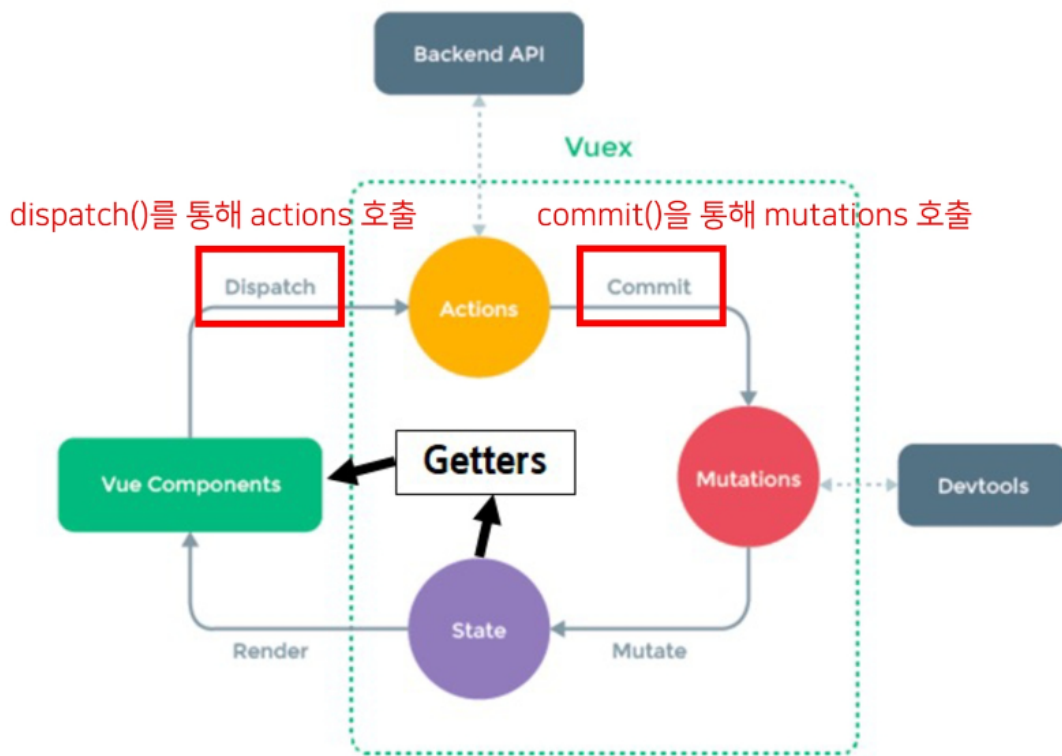 Backend API
Vuex
dispatch()를 통해 actions 호출
commit()을 통해 mutations 호출
Dispatch
Commit
Actions
Getters
Vue Components
Mutations
Devtools
State
Render
Mutate